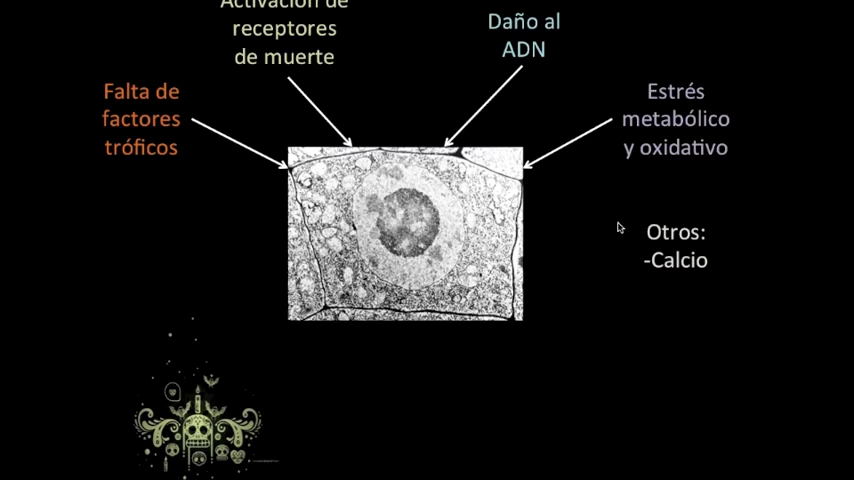 Activación de
receptores
de muerte
Daño al
ADN
Falta de
factores
tróficos
Estrés
metabólico
y oxidativo
Otros:
-Calcio